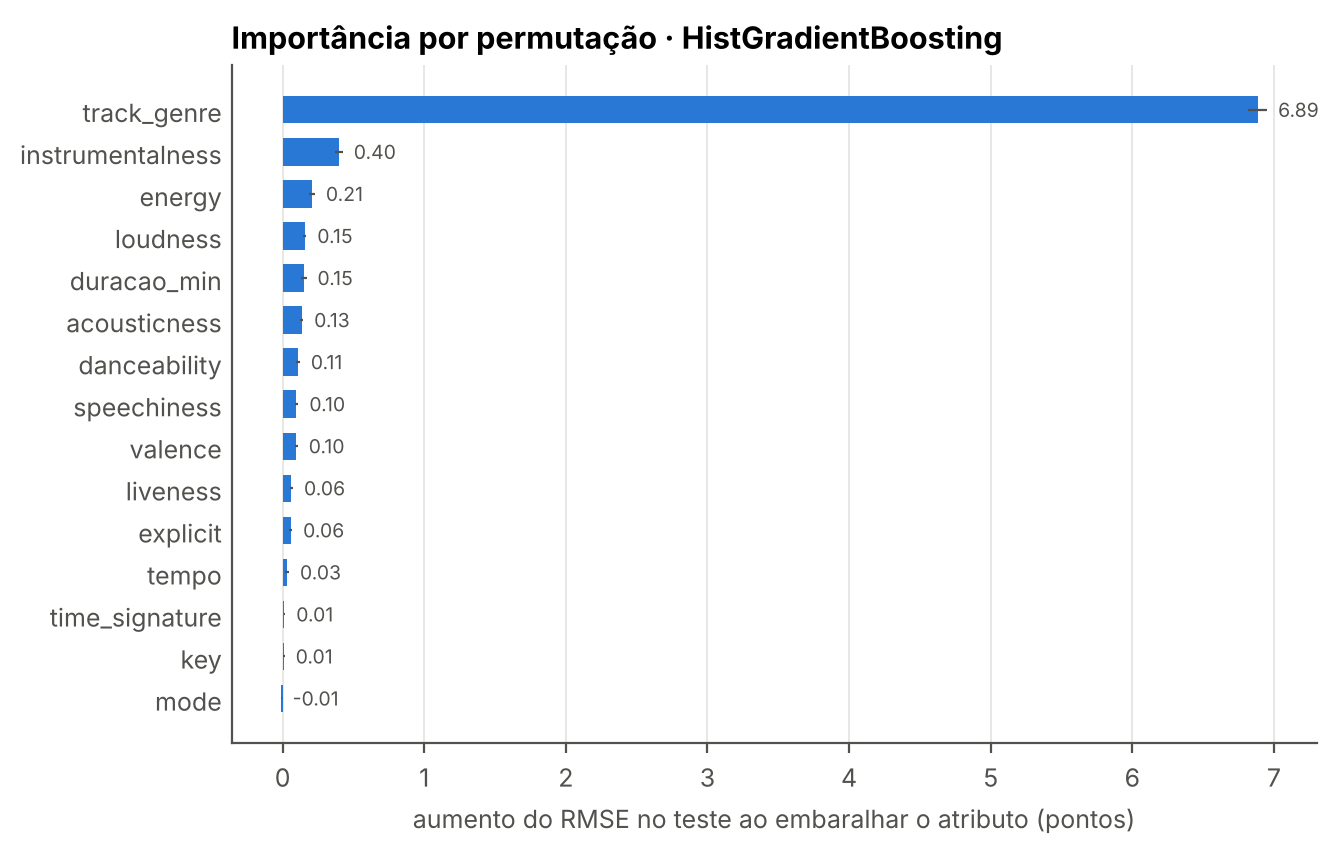 Importância por permutação · HistGradientBoosting
track_genre 6.89
instrumentalness 0.40
energy 0.21
loudness 0.15
duracao_min 0.15
acousticness 0.13
danceability 0.11
speechiness 0.10
valence 0.10
liveness 0.06
explicit 0.06
tempo 0.03
time_signature 0.01
key 0.01
mode -0.01
0 1 2 3 4 5 6 7
aumento do RMSE no teste ao embaralhar o atributo (pontos)